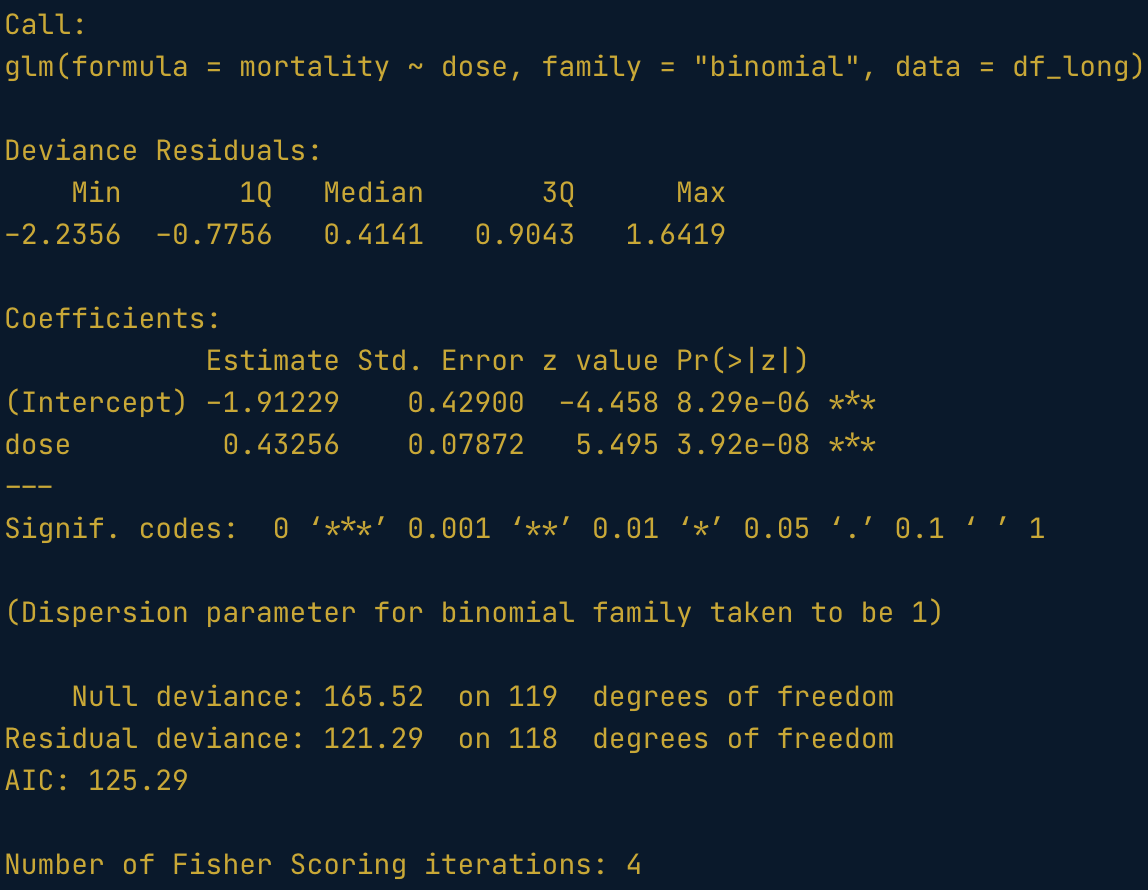 Call:
glm(formula = mortality ~ dose, family = "binomial", data = df_long)
Deviance Residuals:
    Min       1Q   Median       3Q      Max
-2.2356  -0.7756   0.4141   0.9043   1.6419
Coefficients:
            Estimate Std. Error z value Pr(>|z|)
(Intercept) -1.91229    0.42900  -4.458 8.29e-06 ***
dose         0.43256    0.07872   5.495 3.92e-08 ***
---
Signif. codes:  0 ‘***’ 0.001 ‘**’ 0.01 ‘*’ 0.05 ‘.’ 0.1 ‘ ’ 1
(Dispersion parameter for binomial family taken to be 1)
    Null deviance: 165.52  on 119  degrees of freedom
Residual deviance: 121.29  on 118  degrees of freedom
AIC: 125.29
Number of Fisher Scoring iterations: 4